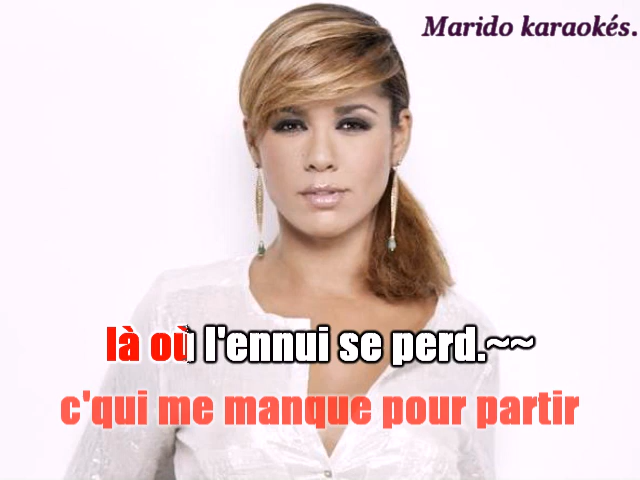 Marido karaokés.
là où l'ennui se perd.~~
c'qui me manque pour partir